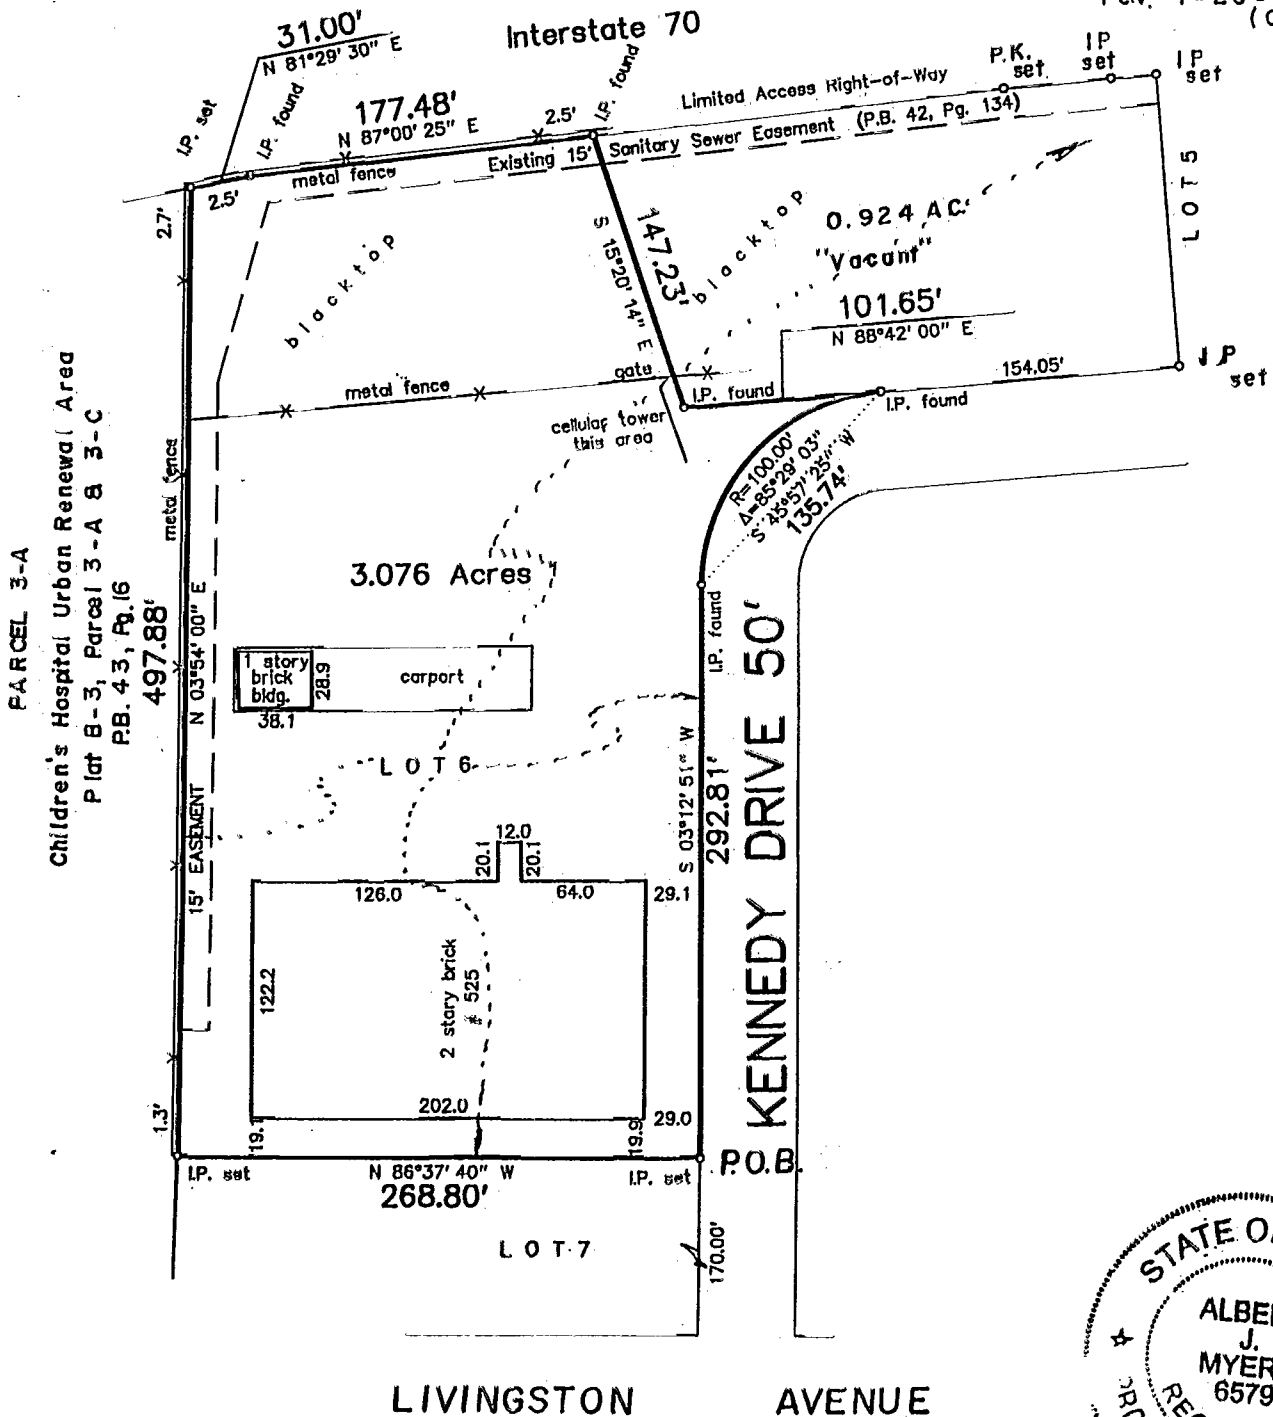 31.00'
N 81°29' 30" E
Interstate 70
(C
I.P. set
I.P. found
177.48'
N 87°00' 25" E
2.5'
I.P. found
Limited Access Right-of-Way
P.K.
set
IP
set
IP
set
Existing 15' Sanitary Sewer Easement (P.B. 42, Pg. 134)
metal fence
2.5'
2.7'
blacktop
S 15°20' 14" E
147.23'
blacktop
0.924 AC.
"Vacant"
LOT 5
101.65'
N 88°42' 00" E
154.05'
IP
set
gate
metal fence
I.P. found
I.P. found
cellular tower
this area
R=100.00'
Δ=85°29' 03"
S 45°57' 25" W
135.74'
metal fence
PARCEL 3-A
Children's Hospital Urban Renewal Area
Plat B-3, Parcel 3-A & 3-C
P.B. 43, Pg. 16
497.88'
N 03°54' 00" E
15' EASEMENT
3.076 Acres
I.P. found
1 story
brick
bldg.
28.9
38.1
carport
LOT 6
S 03°12' 51" W
292.81'
KENNEDY DRIVE 50'
12.0
20.1
20.1
126.0
64.0
29.1
122.2
2 story brick
# 525
202.0
29.0
1.3'
19.1
19.9
P.O.B.
I.P. set
N 86°37' 40" W
268.80'
I.P. set
LOT 7
170.00'
STATE O
ALBE
J.
MYER
6579
LIVINGSTON AVENUE